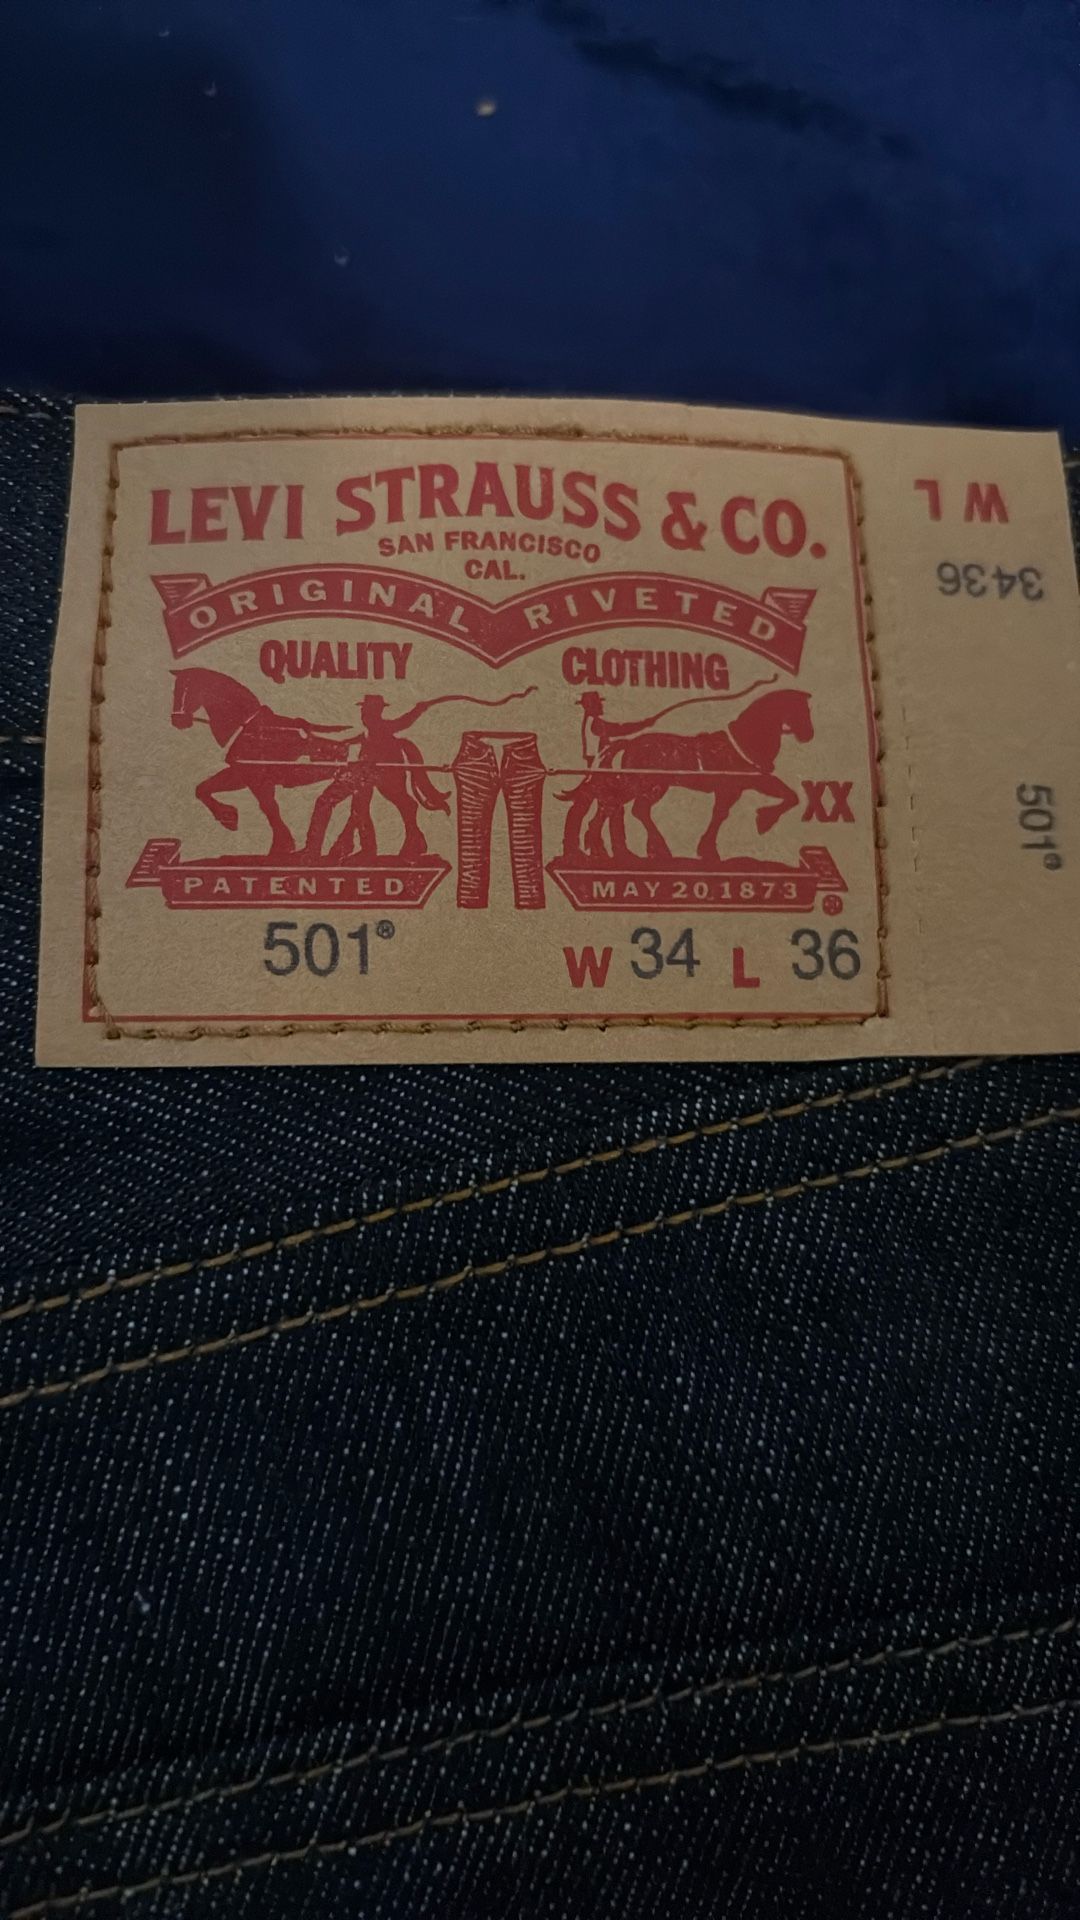 LEVI STRAUSS & CO.
SAN FRANCISCO
CAL.
ORIGINAL RIVETED
QUALITY CLOTHING
XX
PATENTED MAY 20 1873 ®
501® W 34 L 36
W L
3436
501®